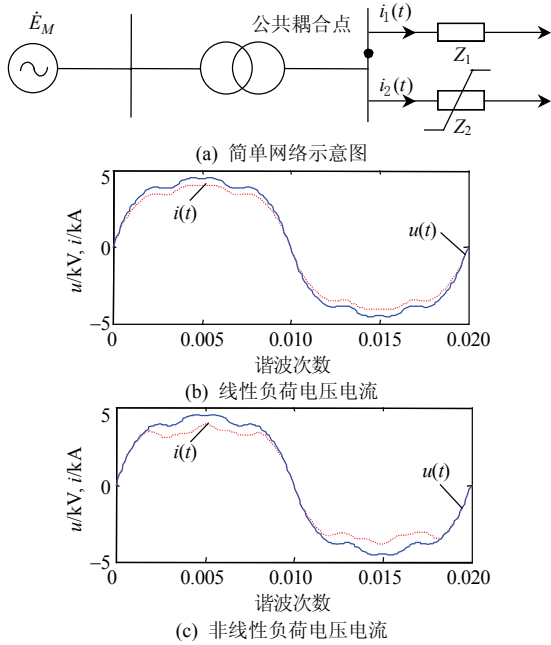 Ė_M
公共耦合点
i₁(t)
Z₁
i₂(t)
Z₂
(a) 简单网络示意图
u/kV, i/kA
5
0
−5
i(t)
u(t)
0 0.005 0.010 0.015 0.020
谐波次数
(b) 线性负荷电压电流
u/kV, i/kA
5
0
−5
i(t)
u(t)
0 0.005 0.010 0.015 0.020
谐波次数
(c) 非线性负荷电压电流